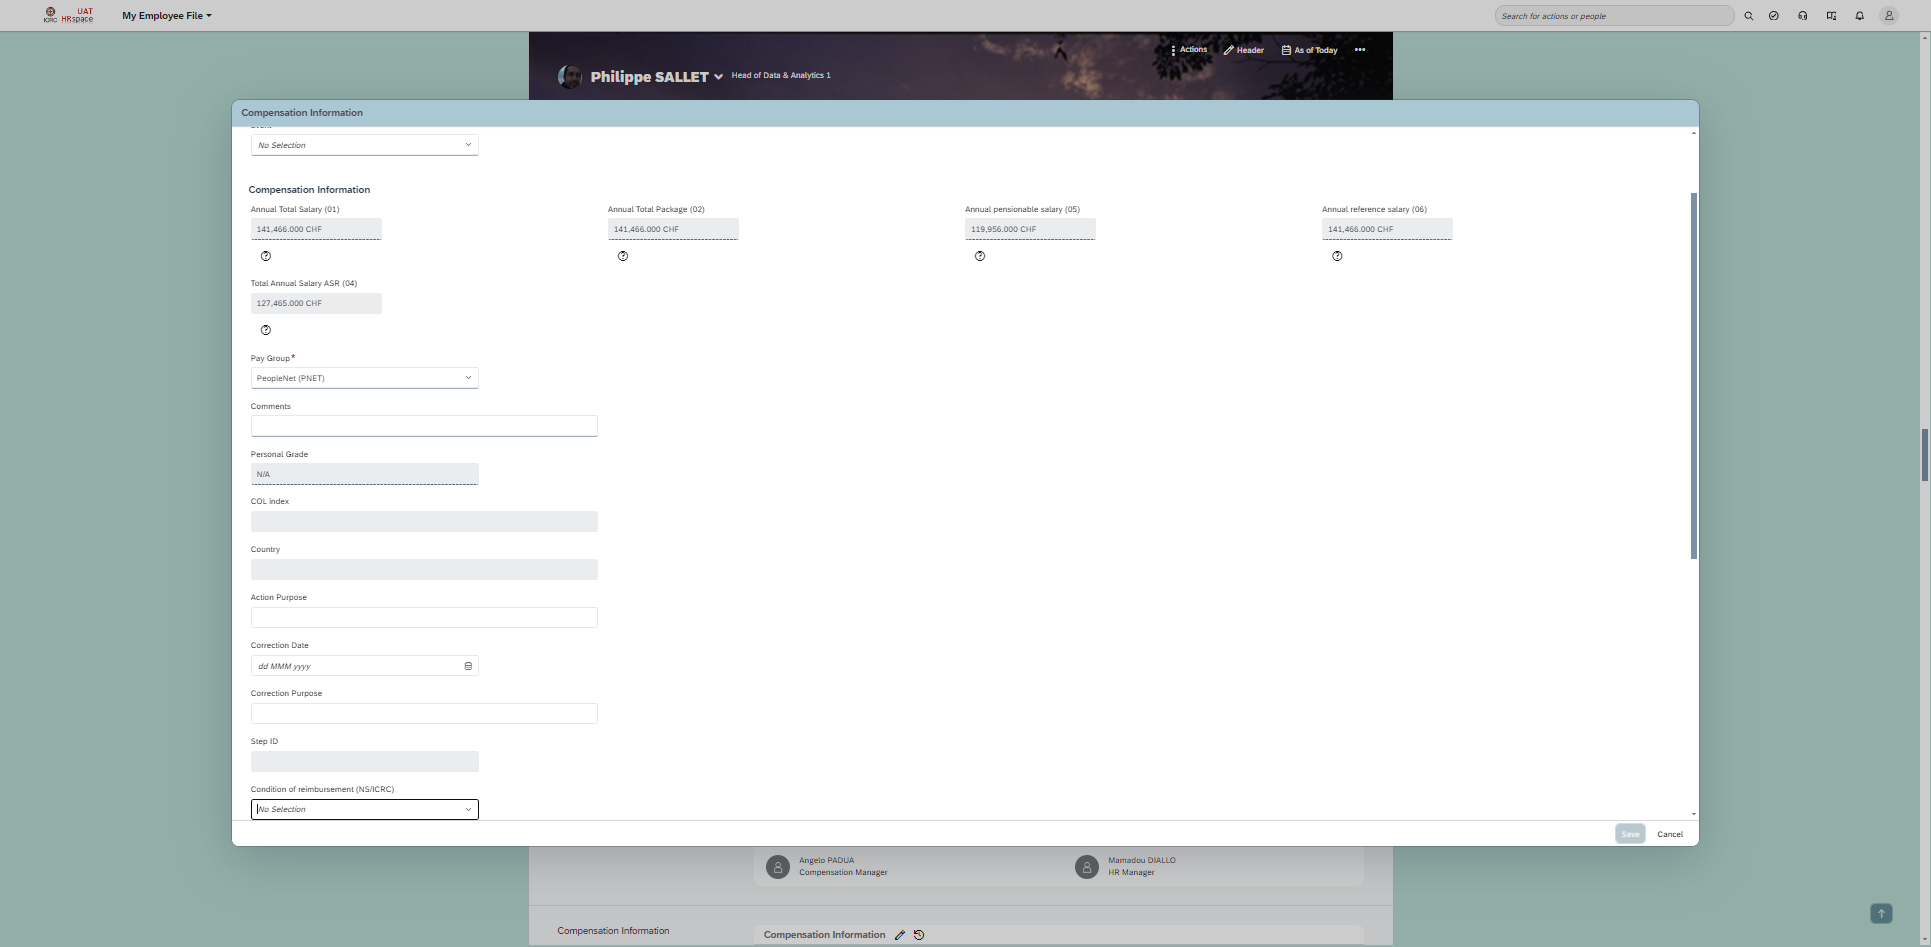 ICRC
UAT
HRspace
My Employee File
Search for actions or people
Actions
Header
As of Today
Philippe SALLET
Head of Data & Analytics 1
Compensation Information
No Selection
Compensation Information
Annual Total Salary (01)
Annual Total Package (02)
Annual pensionable salary (05)
Annual reference salary (06)
141,466.000 CHF
141,466.000 CHF
119,956.000 CHF
141,466.000 CHF
Total Annual Salary ASR (04)
127,465.000 CHF
Pay Group*
PeopleNet (PNET)
Comments
Personal Grade
N/A
COL index
Country
Action Purpose
Correction Date
dd MMM yyyy
Correction Purpose
Step ID
Condition of reimbursement (NS/ICRC)
No Selection
Save
Cancel
Angelo PADUA
Compensation Manager
Mamadou DIALLO
HR Manager
Compensation Information
Compensation Information